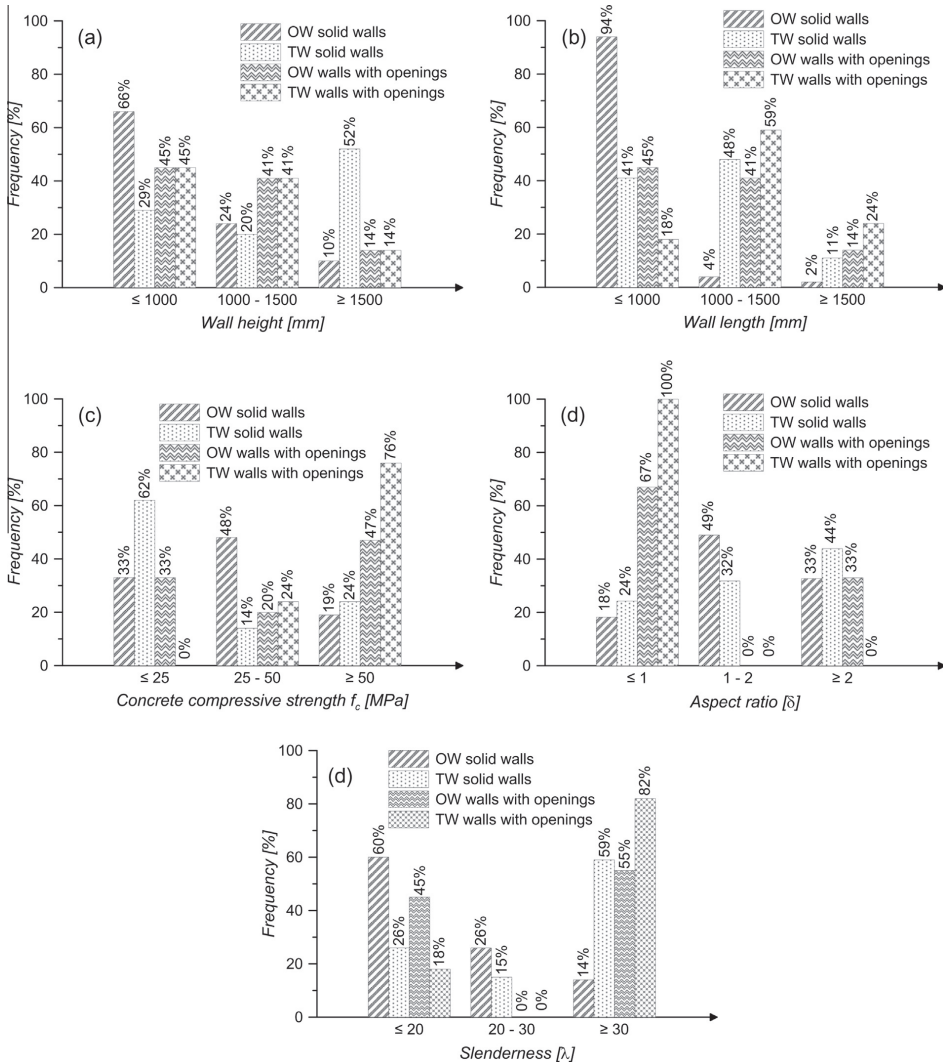 (a)
OW solid walls
TW solid walls
OW walls with openings
TW walls with openings
Frequency [%]
100
80
60
40
20
0
66%
29%
45%
45%
24%
20%
41%
41%
10%
52%
14%
14%
≤ 1000
1000 - 1500
≥ 1500
Wall height [mm]
(b)
OW solid walls
TW solid walls
OW walls with openings
TW walls with openings
Frequency [%]
100
80
60
40
20
0
94%
41%
45%
18%
4%
48%
41%
59%
2%
11%
14%
24%
≤ 1000
1000 - 1500
≥ 1500
Wall length [mm]
(c)
OW solid walls
TW solid walls
OW walls with openings
TW walls with openings
Frequency [%]
100
80
60
40
20
0
33%
62%
33%
0%
48%
14%
20%
24%
19%
24%
47%
76%
≤ 25
25 - 50
≥ 50
Concrete compressive strength fc [MPa]
(d)
OW solid walls
TW solid walls
OW walls with openings
TW walls with openings
Frequency [%]
100
80
60
40
20
0
18%
24%
67%
100%
49%
32%
0%
0%
33%
44%
33%
0%
≤ 1
1 - 2
≥ 2
Aspect ratio [δ]
(d)
OW solid walls
TW solid walls
OW walls with openings
TW walls with openings
Frequency [%]
100
80
60
40
20
0
60%
26%
45%
18%
26%
15%
0%
0%
14%
59%
55%
82%
≤ 20
20 - 30
≥ 30
Slenderness [λ]